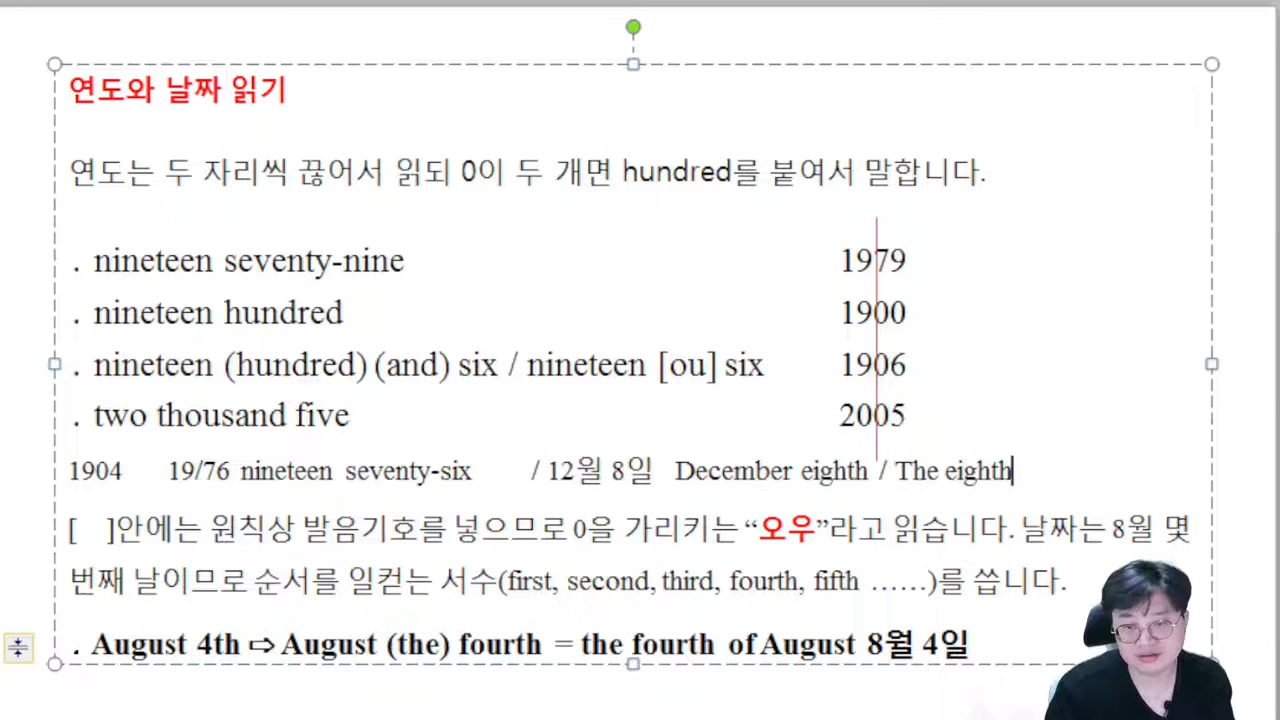 연도와 날짜 읽기
연도는 두 자리씩 끊어서 읽되 0이 두 개면 hundred를 붙여서 말합니다.
. nineteen seventy-nine 1979
. nineteen hundred 1900
. nineteen (hundred) (and) six / nineteen [ou] six 1906
. two thousand five 2005
1904 19/76 nineteen seventy-six / 12월 8일 December eighth / The eighth
[ ]안에는 원칙상 발음기호를 넣으므로 0을 가리키는 “오우”라고 읽습니다. 날짜는 8월 몇
번째 날이므로 순서를 일컫는 서수(first, second, third, fourth, fifth ……)를 씁니다.
. August 4th ⇨ August (the) fourth = the fourth of August 8월 4일